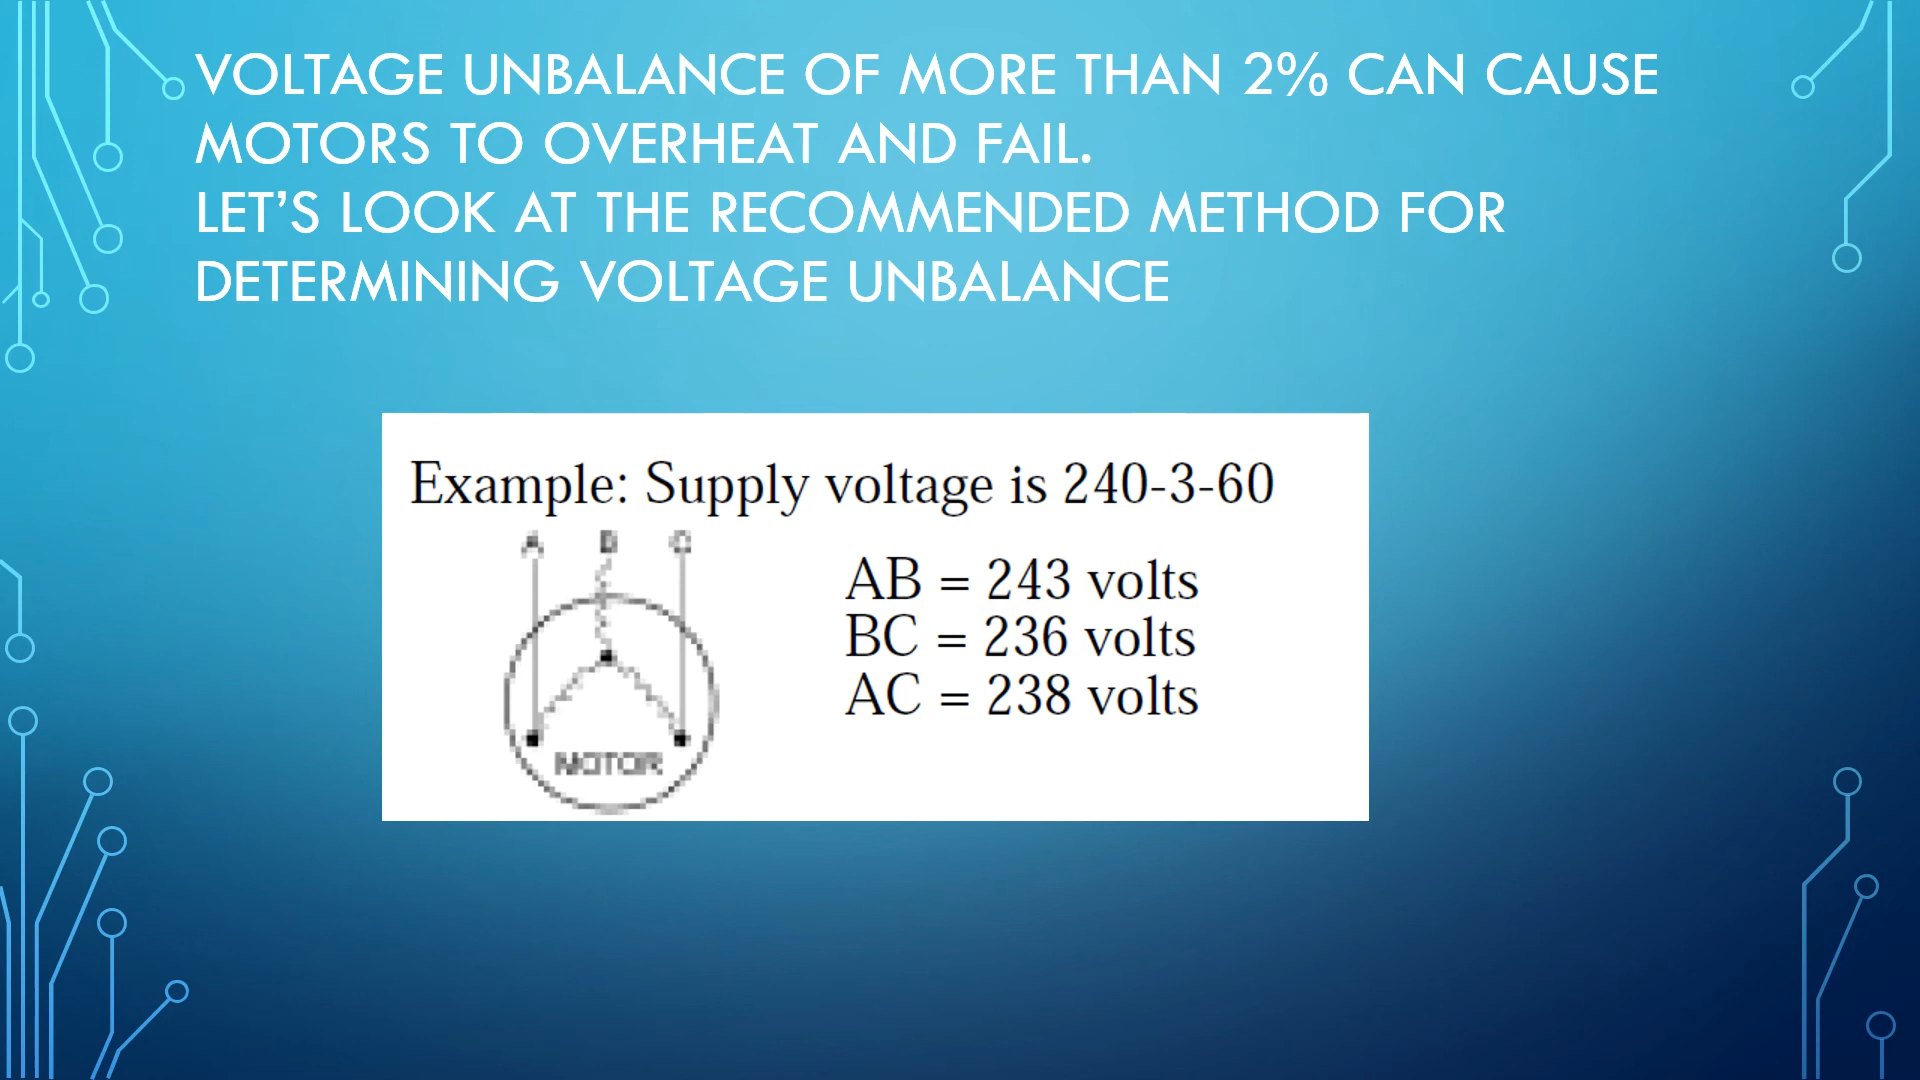 VOLTAGE UNBALANCE OF MORE THAN 2% CAN CAUSE
MOTORS TO OVERHEAT AND FAIL.
LET’S LOOK AT THE RECOMMENDED METHOD FOR
DETERMINING VOLTAGE UNBALANCE
Example: Supply voltage is 240-3-60
A B C
AB = 243 volts
BC = 236 volts
AC = 238 volts
MOTOR